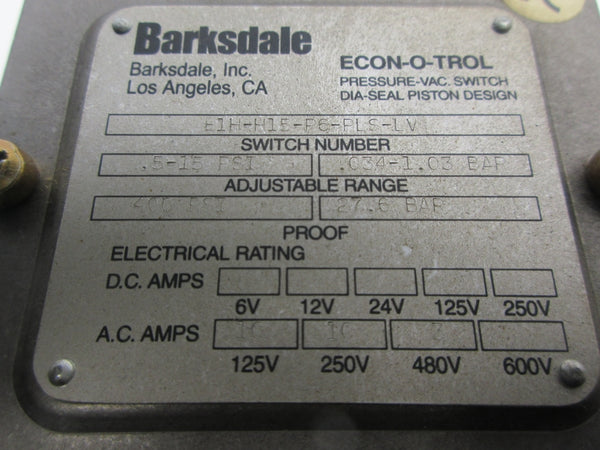 Barksdale
Barksdale, Inc.
Los Angeles, CA
ECON-O-TROL
PRESSURE-VAC. SWITCH
DIA-SEAL PISTON DESIGN
E1H-H15-P6-PLS-LV
SWITCH NUMBER
.5-15 PSI .034-1.03 BAR
ADJUSTABLE RANGE
400 PSI 27.6 BAR
PROOF
ELECTRICAL RATING
D.C. AMPS
6V 12V 24V 125V 250V
A.C. AMPS 10 10
125V 250V 480V 600V